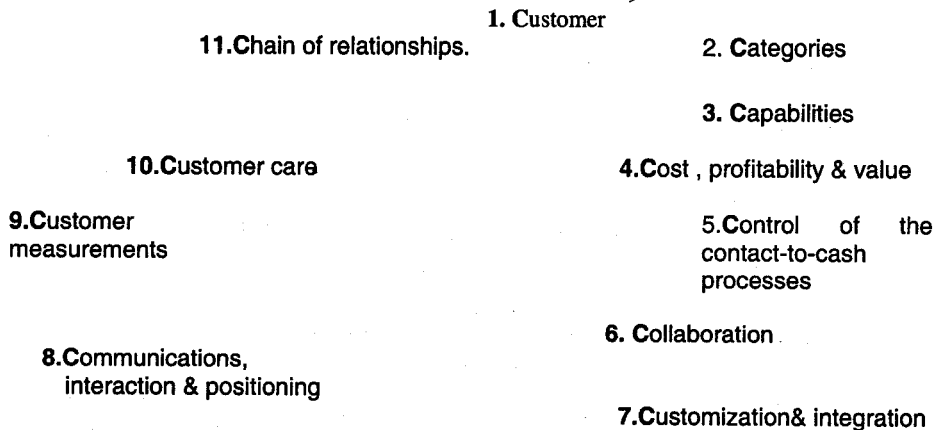 1. Customer
11.Chain of relationships.
2. Categories
3. Capabilities
10.Customer care
4.Cost , profitability & value
9.Customer
measurements
5.Control of the
contact-to-cash
processes
6. Collaboration
8.Communications,
interaction & positioning
7.Customization& integration